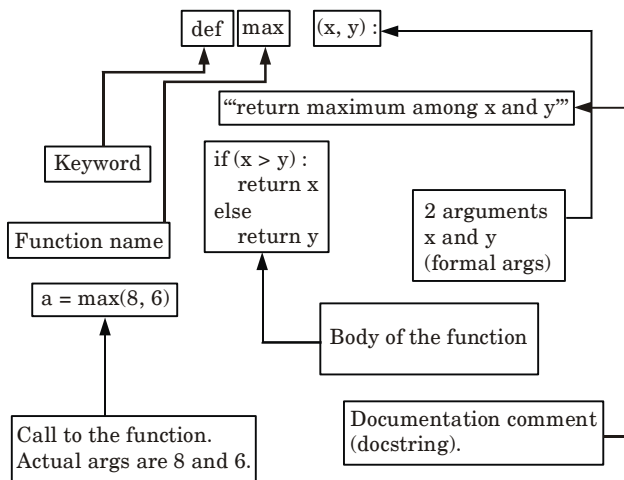 def max (x, y) :
“‘return maximum among x and y’”
Keyword
if (x > y) :
return x
else
return y
Function name
2 arguments
x and y
(formal args)
a = max(8, 6)
Body of the function
Call to the function.
Actual args are 8 and 6.
Documentation comment
(docstring).